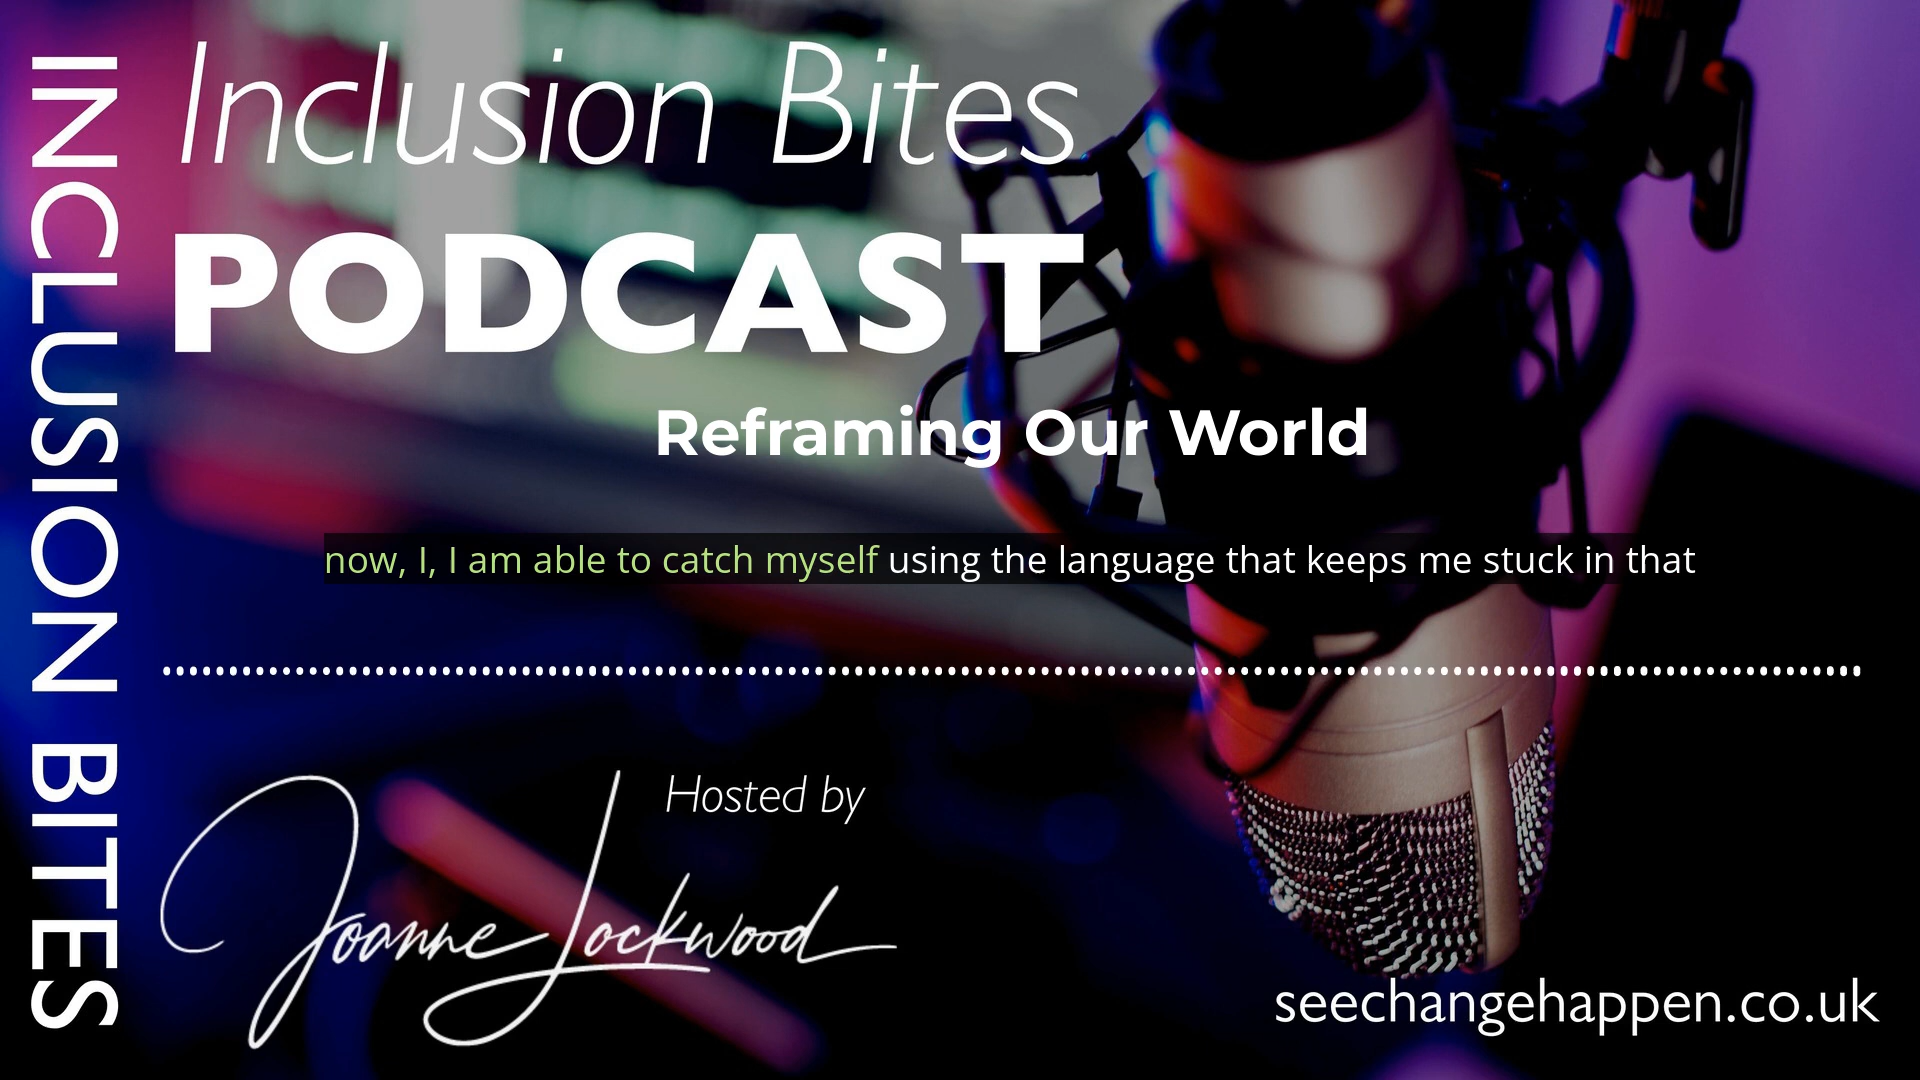 INCLUSION BITES
Inclusion Bites
PODCAST
Reframing Our World
now, I, I am able to catch myself using the language that keeps me stuck in that
Hosted by
Joanne Lockwood
seechangehappen.co.uk